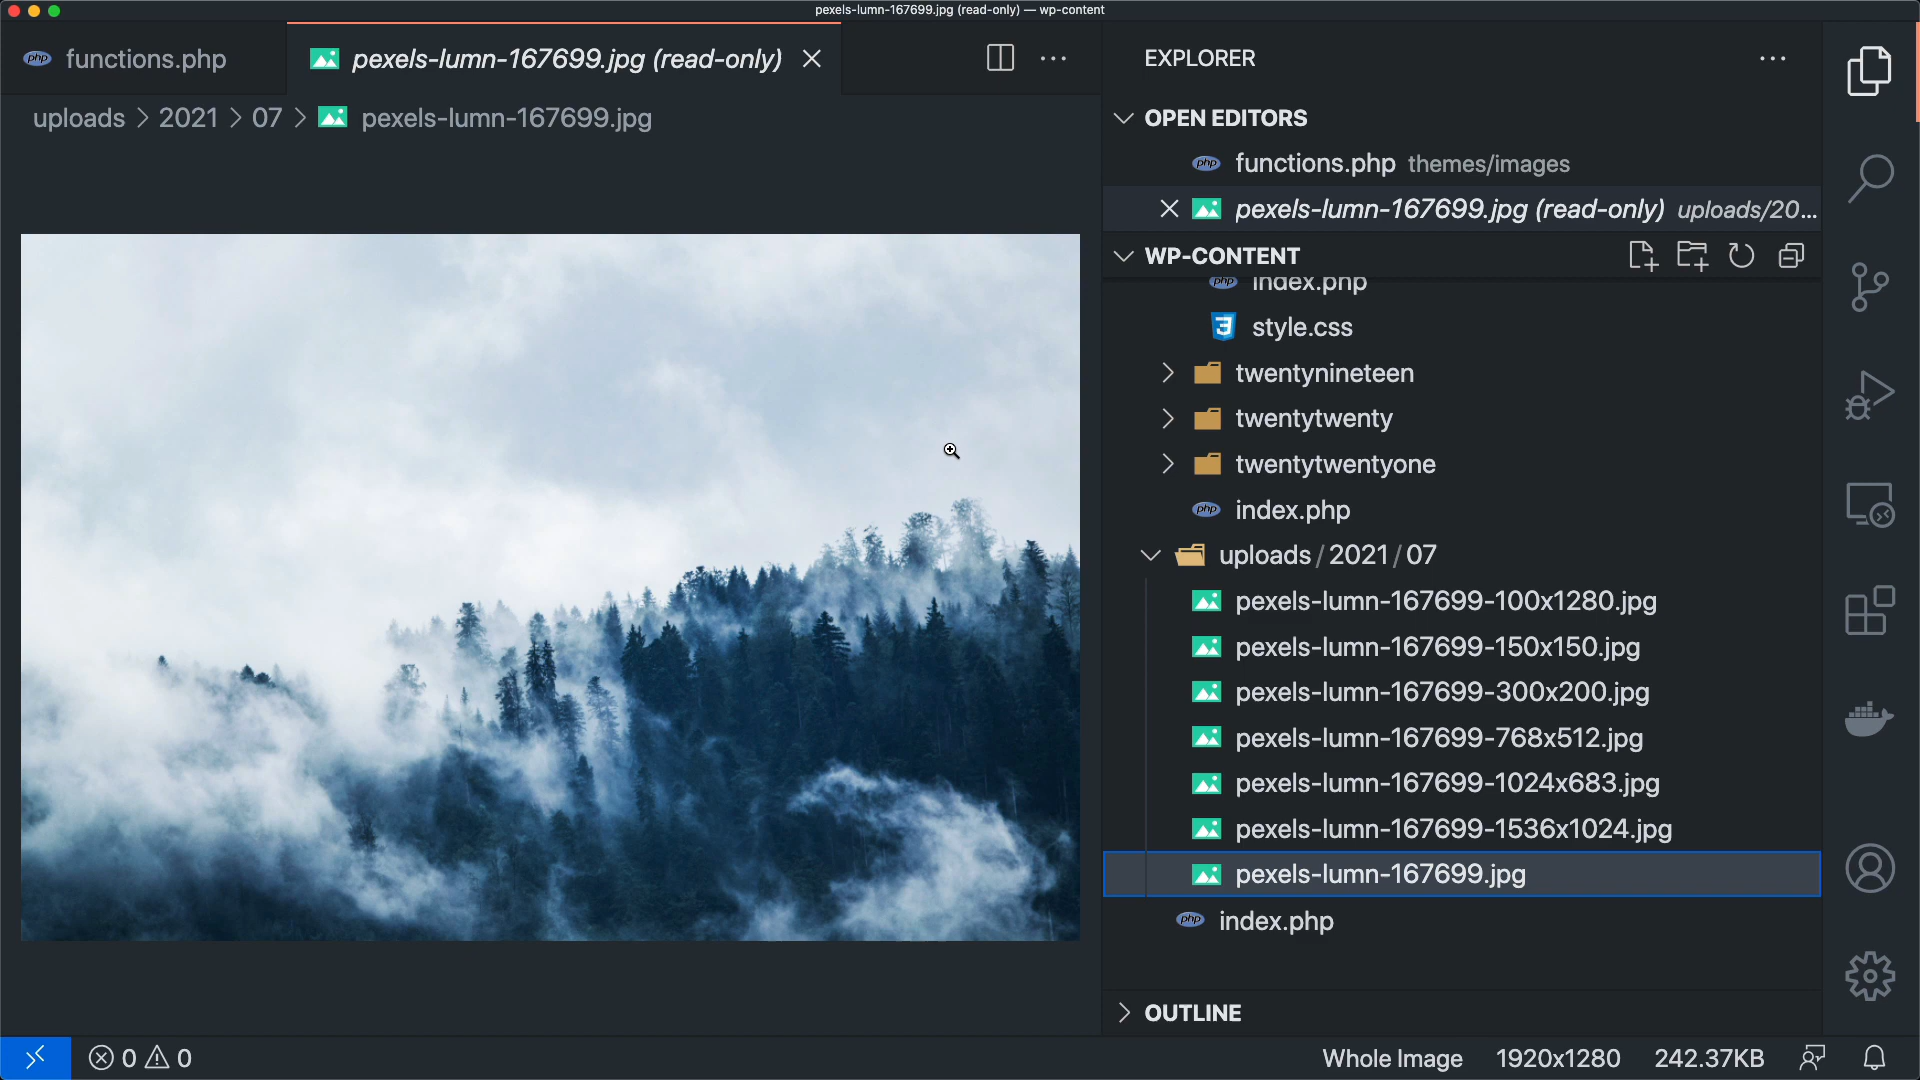 pexels-lumn-167699.jpg (read-only) — wp-content
php functions.php
pexels-lumn-167699.jpg (read-only)
uploads > 2021 > 07 > pexels-lumn-167699.jpg
EXPLORER
OPEN EDITORS
php functions.php themes/images
pexels-lumn-167699.jpg (read-only) uploads/20...
WP-CONTENT
php index.php
style.css
twentynineteen
twentytwenty
twentytwentyone
php index.php
uploads / 2021 / 07
pexels-lumn-167699-100x1280.jpg
pexels-lumn-167699-150x150.jpg
pexels-lumn-167699-300x200.jpg
pexels-lumn-167699-768x512.jpg
pexels-lumn-167699-1024x683.jpg
pexels-lumn-167699-1536x1024.jpg
pexels-lumn-167699.jpg
php index.php
OUTLINE
0 0
Whole Image 1920x1280 242.37KB